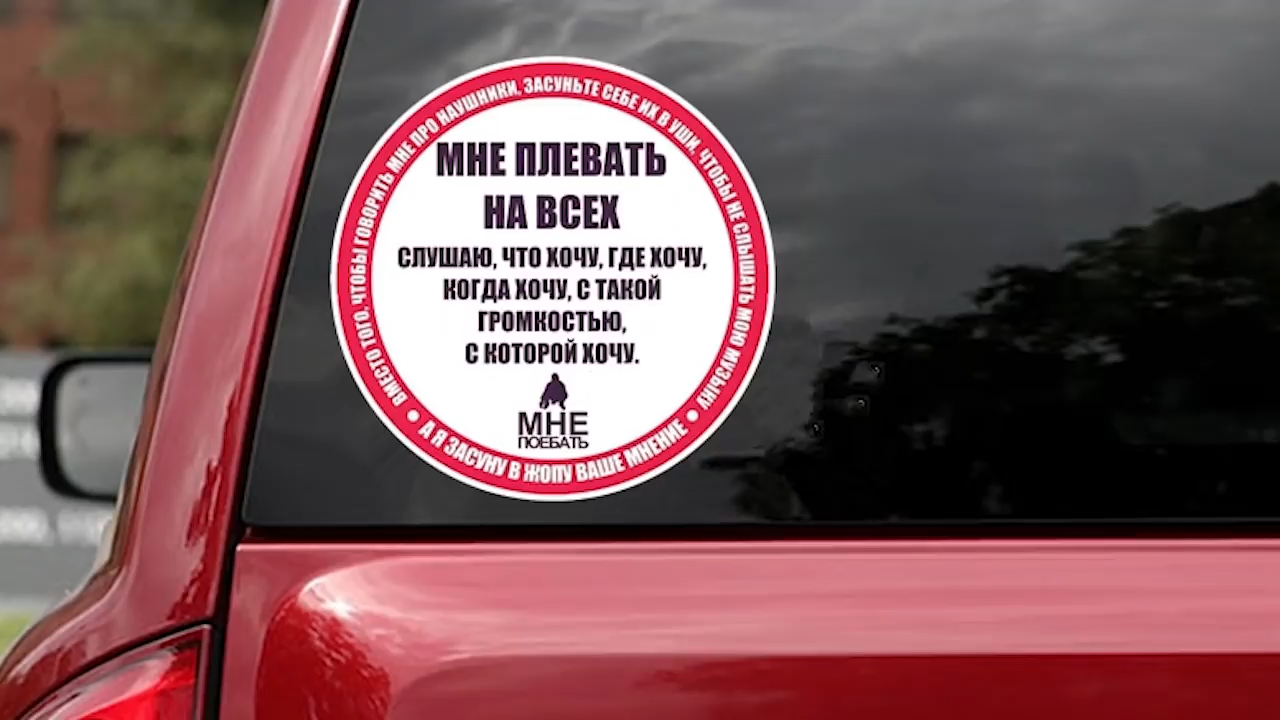 МНЕ ПЛЕВАТЬ
НА ВСЕХ
СЛУШАЮ, ЧТО ХОЧУ, ГДЕ ХОЧУ,
КОГДА ХОЧУ, С ТАКОЙ
ГРОМКОСТЬЮ,
С КОТОРОЙ ХОЧУ.
МНЕ
ПОЕБАТЬ
ВМЕСТО ТОГО, ЧТОБЫ ГОВОРИТЬ МНЕ ПРО НАУШНИКИ, ЗАСУНЬТЕ СЕБЕ ИХ В УШИ, ЧТОБЫ НЕ СЛЫШАТЬ МОЮ МУЗЫКУ
• А Я ЗАСУНУ В ЖОПУ ВАШЕ МНЕНИЕ •